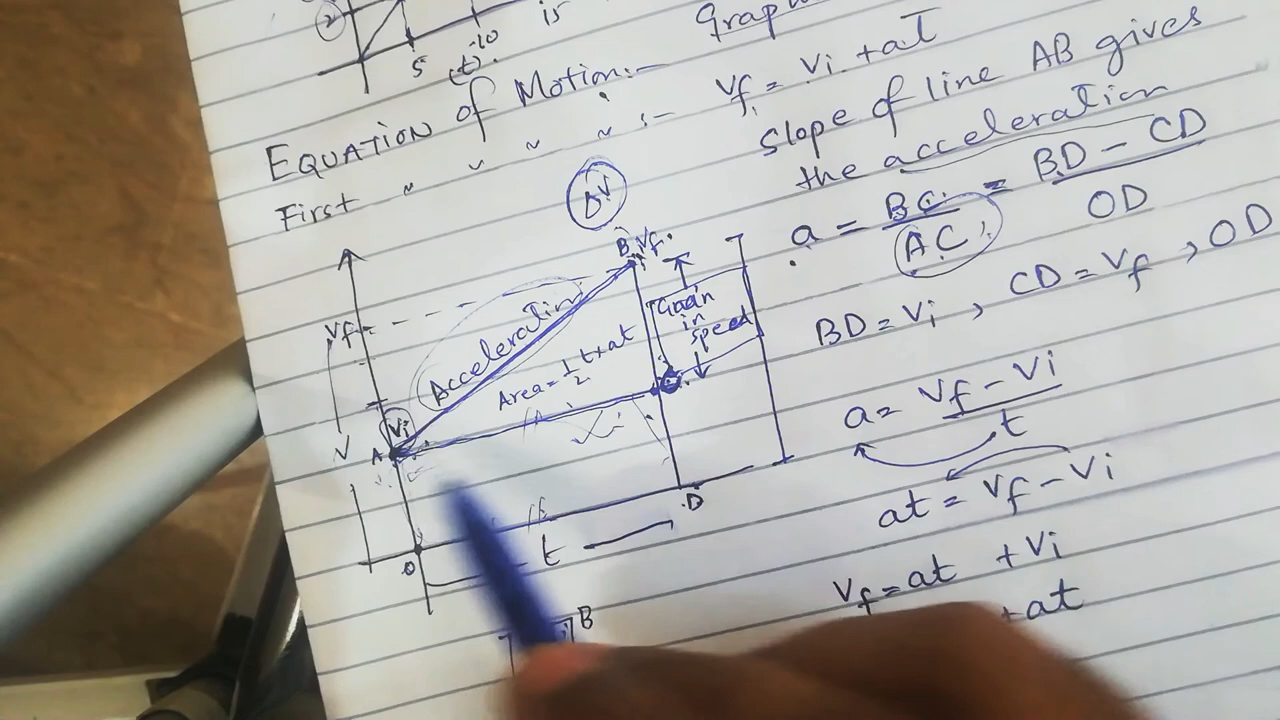 2
5
10
15
(t)
Grap
EQUATION of Motion:-
First " " " " :-
Vf = Vi + at
Slope of line AB gives
the acceleration
a = BC/AC = BD - CD/OD
BD = Vi , CD = Vf , OD
a = Vf - Vi/t
at = Vf - Vi
Vf = at + Vi
+ at
B Vf
Vf
Acceleration
Gain
in
speed
Area = 1/2 t x at
Vi
A
V
C
D
O
t
B